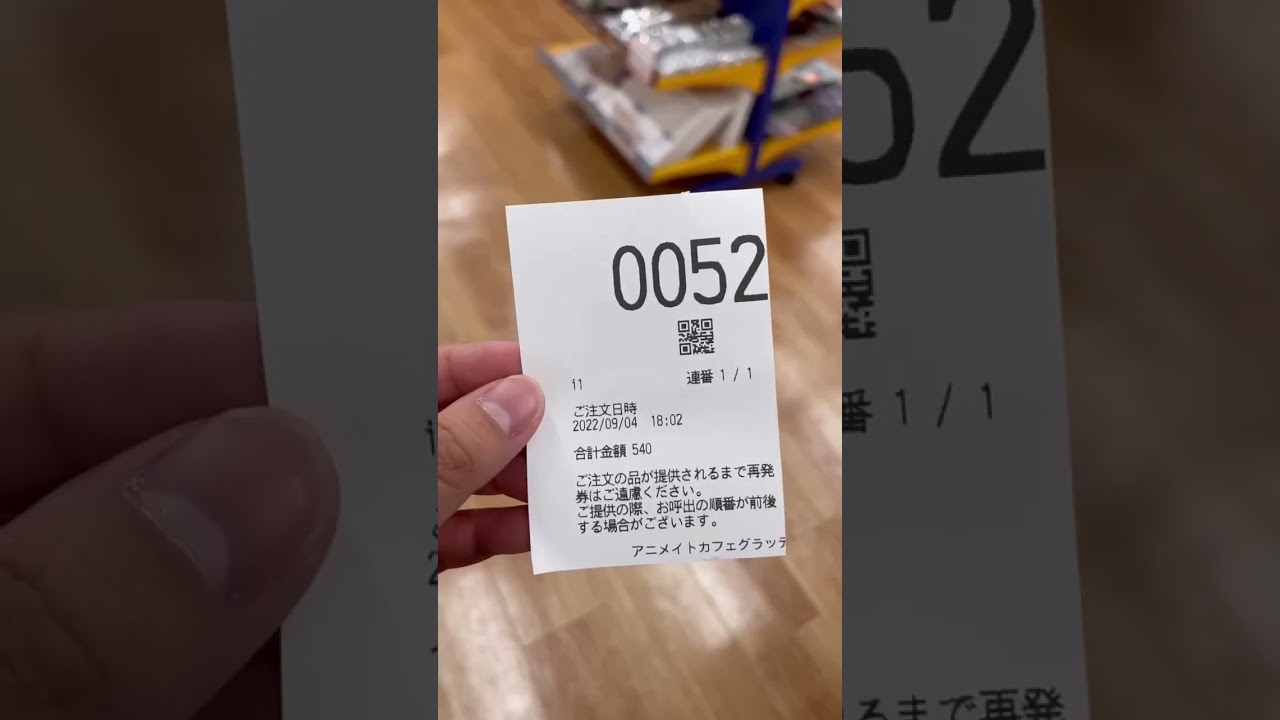 0052
i1
連番 1 / 1
ご注文日時
2022/09/04 18:02
合計金額 540
ご注文の品が提供されるまで再発
券はご遠慮ください。
ご提供の際、お呼出の順番が前後
する場合がございます。
アニメイトカフェグラッテ